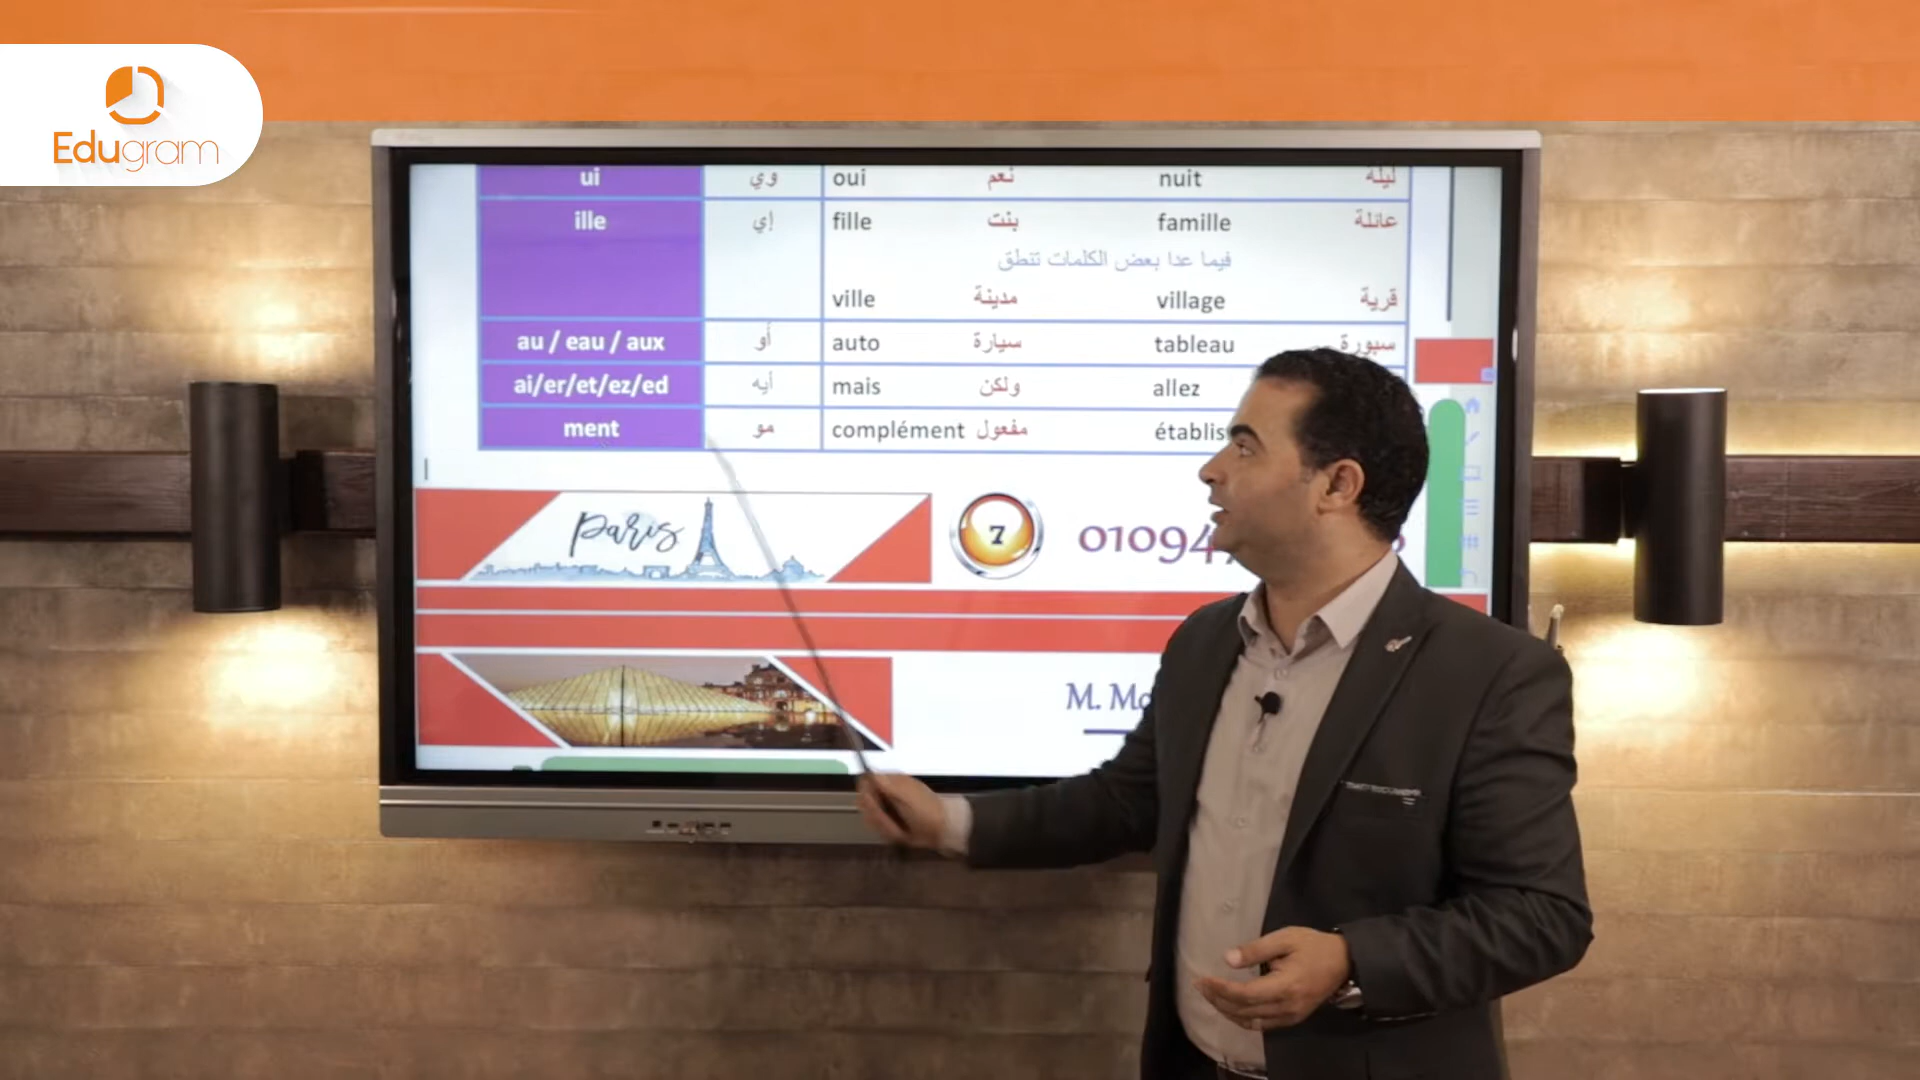 Edugram
ui وي oui نعم nuit ليله
ille إي fille بنت famille عائلة
فيما عدا بعض الكلمات تنطق
ville مدينة village قرية
au / eau / aux أو auto سيارة tableau سبورة
ai/er/et/ez/ed أيه mais ولكن allez
ment مو complément مفعول établis
Paris
7
01094
M. Mo